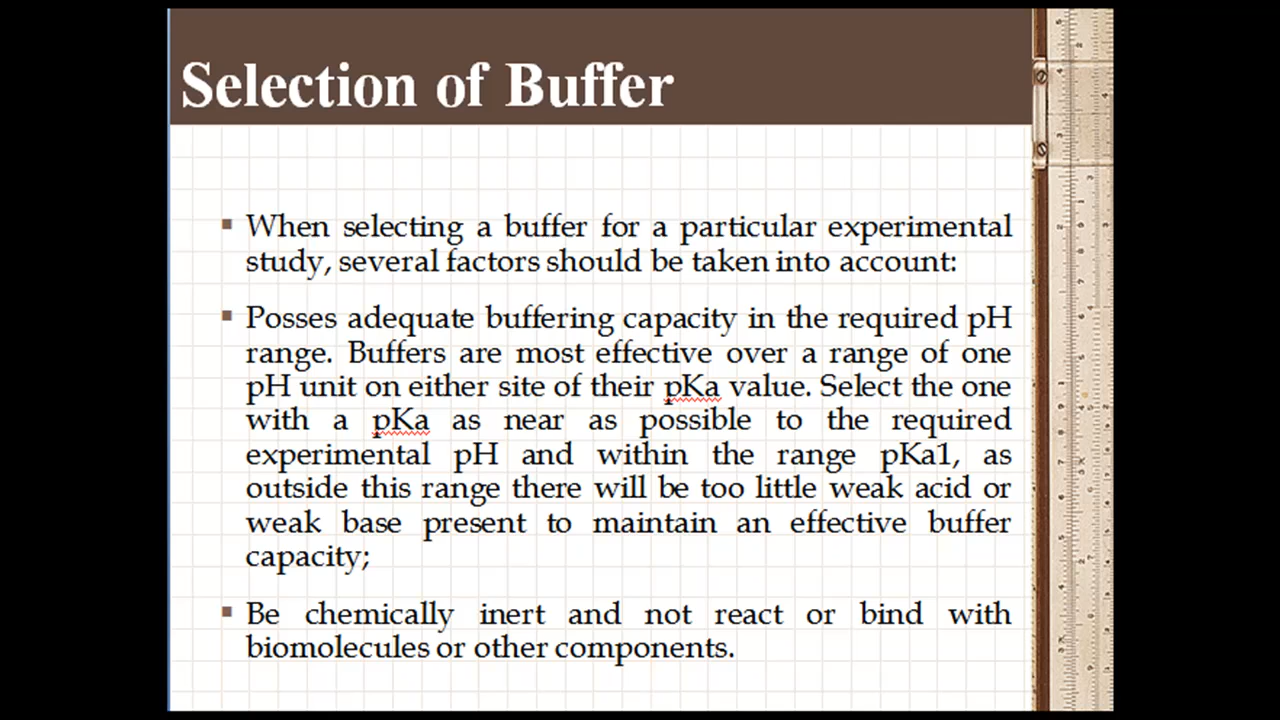 Selection of Buffer
When selecting a buffer for a particular experimental
study, several factors should be taken into account:
Posses adequate buffering capacity in the required pH
range. Buffers are most effective over a range of one
pH unit on either site of their pKa value. Select the one
with a pKa as near as possible to the required
experimental pH and within the range pKa1, as
outside this range there will be too little weak acid or
weak base present to maintain an effective buffer
capacity;
Be chemically inert and not react or bind with
biomolecules or other components.